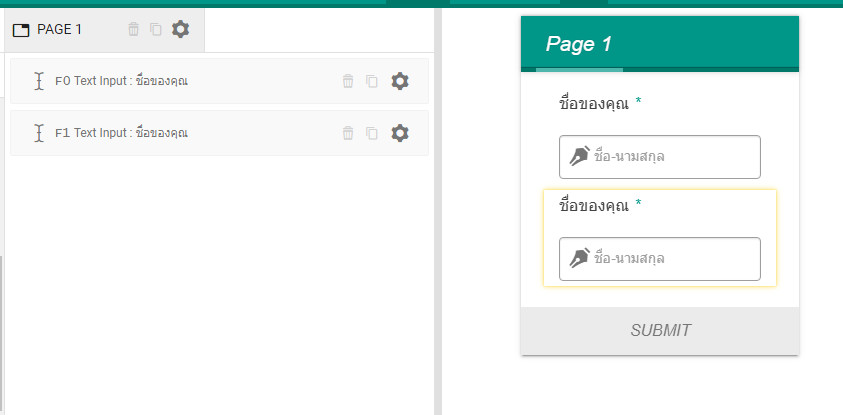 PAGE 1
F0 Text Input : ชื่อของคุณ
F1 Text Input : ชื่อของคุณ
Page 1
ชื่อของคุณ *
ชื่อ-นามสกุล
ชื่อของคุณ *
ชื่อ-นามสกุล
SUBMIT